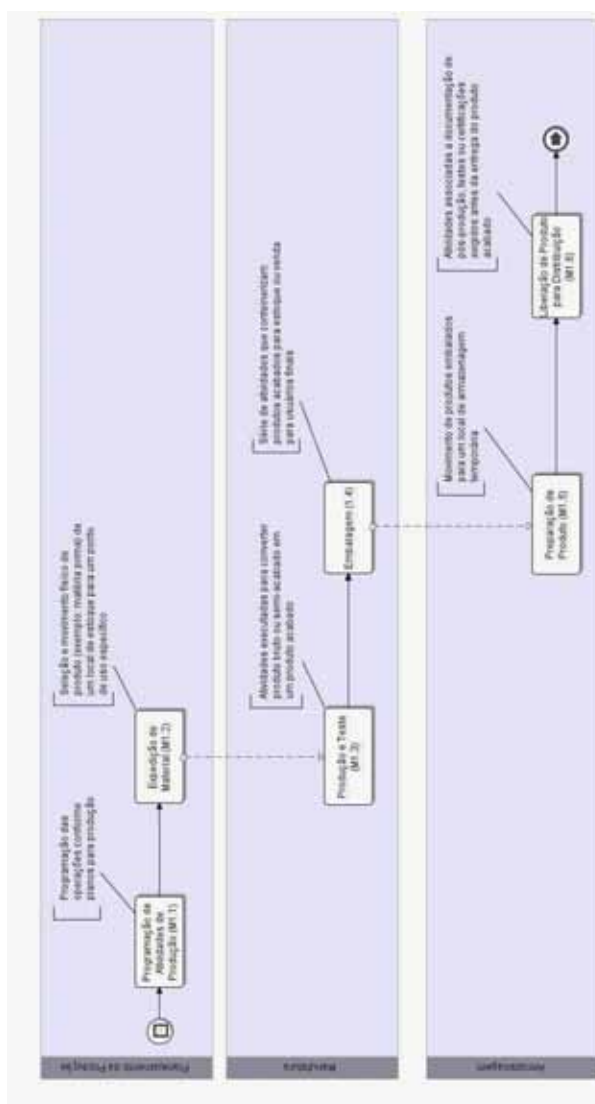 Planejamento da Produção
Programação de
Atividades de
Produção (M1.1)
Programação das
operações conforme
planos para produção
Expedição de
Material (M1.2)
Seleção e movimento físico de
produto (exemplo: matéria prima) de
um local de estoque para um ponto
de uso específico
Manufatura
Produção e Teste
(M1.3)
Atividades executadas para converter
produto bruto ou semi-acabado em
um produto acabado
Embalagem (1.4)
Série de atividades que containerizam
produtos acabados para estoque ou venda
para usuários finais
Armazenagem
Preparação de
Produto (M1.5)
Movimento de produtos embalados
para um local de armazenagem
temporária
Liberação de Produto
para Distribuição
(M1.6)
Atividades associadas a documentação de
pós produção, testes ou certificações
exigidos antes da entrega do produto
acabado